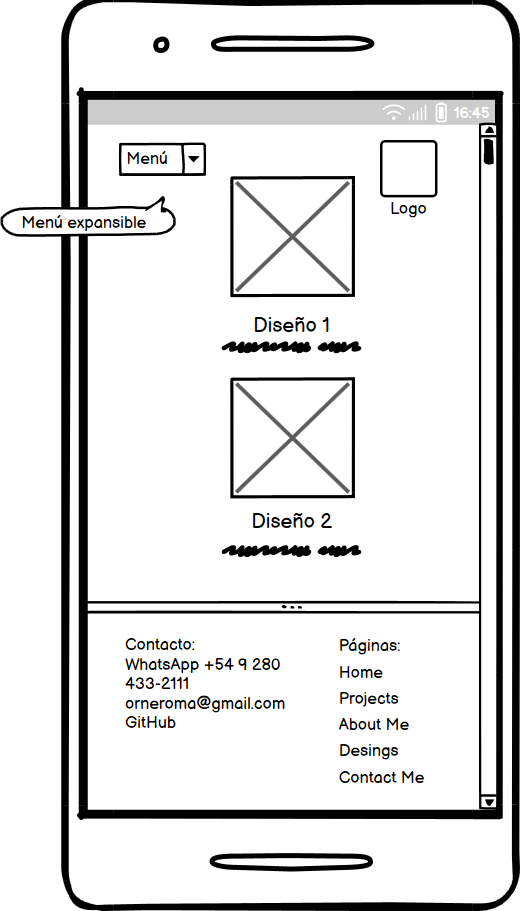 16:45
Menú
Logo
Menú expansible
Diseño 1
Diseño 2
Contacto:
WhatsApp +54 9 280
433-2111
orneroma@gmail.com
GitHub
Páginas:
Home
Projects
About Me
Desings
Contact Me